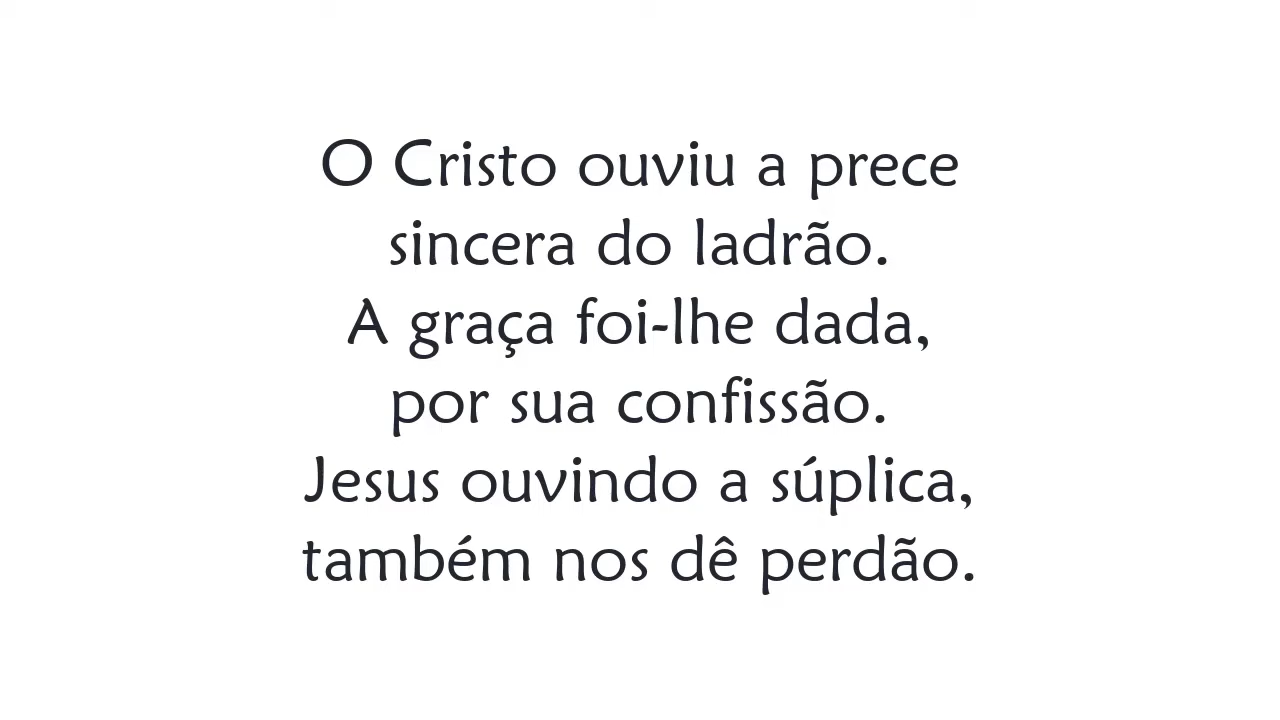 O Cristo ouviu a prece
sincera do ladrão.
A graça foi-lhe dada,
por sua confissão.
Jesus ouvindo a súplica,
também nos dê perdão.